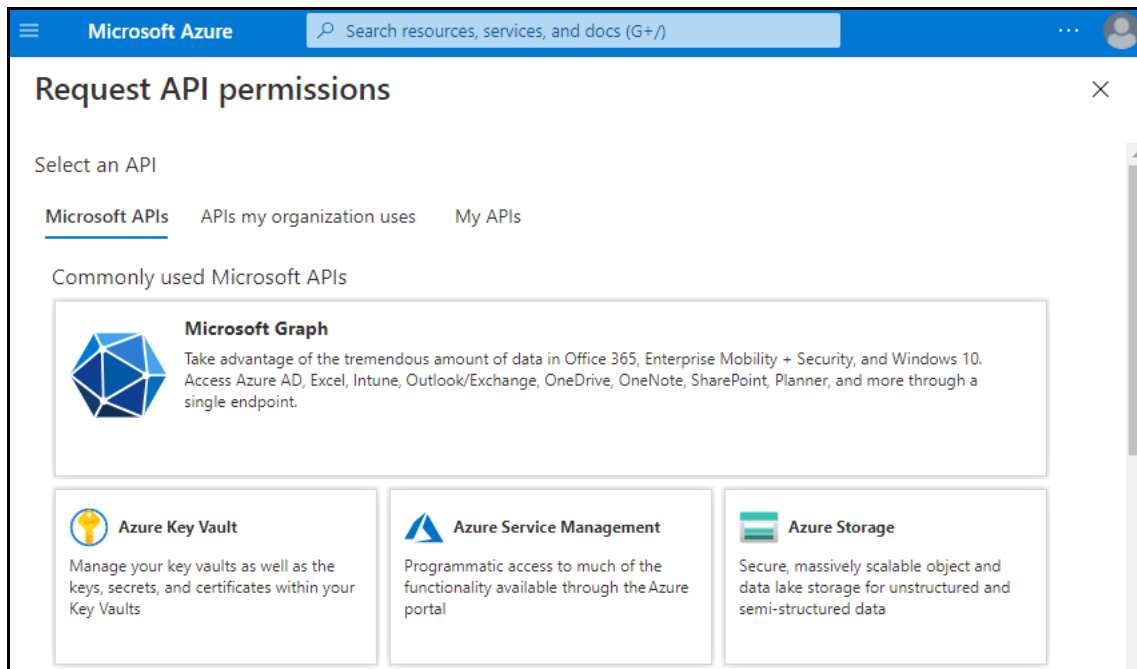 Microsoft Azure
Search resources, services, and docs (G+/)
...
Request API permissions
Select an API
Microsoft APIs
APIs my organization uses
My APIs
Commonly used Microsoft APIs
Microsoft Graph
Take advantage of the tremendous amount of data in Office 365, Enterprise Mobility + Security, and Windows 10.
Access Azure AD, Excel, Intune, Outlook/Exchange, OneDrive, OneNote, SharePoint, Planner, and more through a
single endpoint.
Azure Key Vault
Manage your key vaults as well as the
keys, secrets, and certificates within your
Key Vaults
Azure Service Management
Programmatic access to much of the
functionality available through the Azure
portal
Azure Storage
Secure, massively scalable object and
data lake storage for unstructured and
semi-structured data